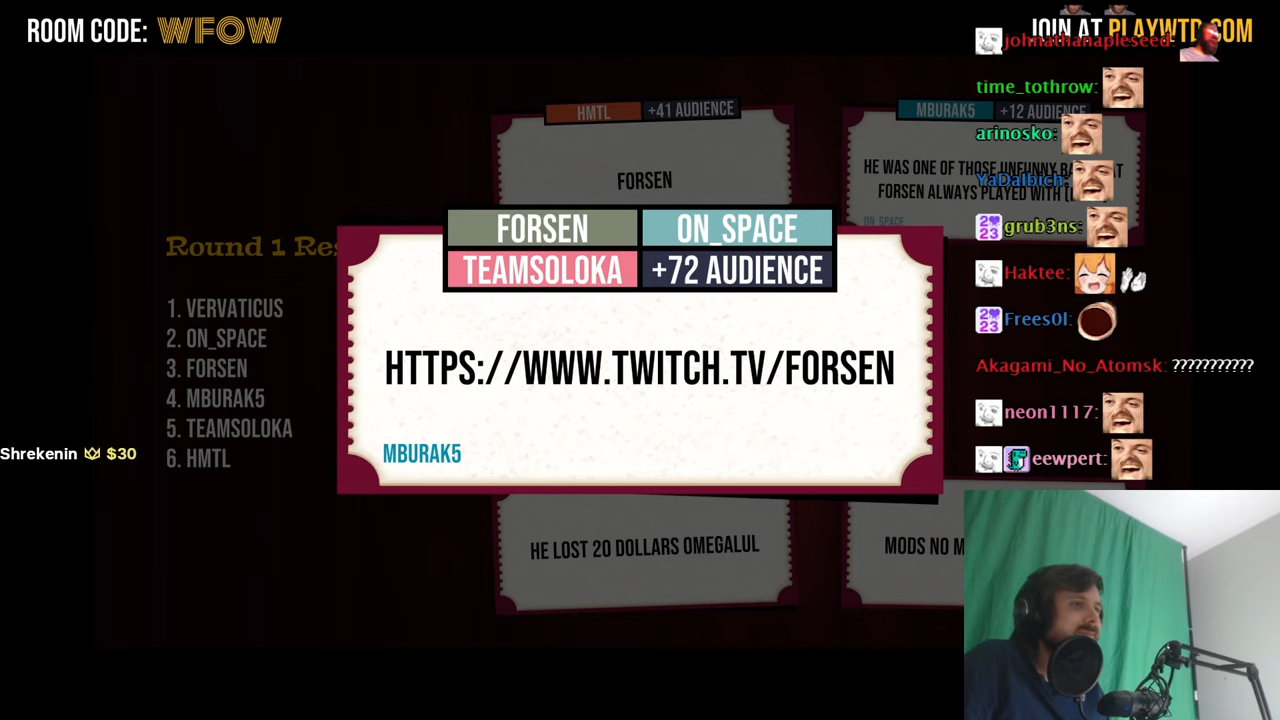 ROOM CODE: WFOW
JOIN AT PLAYWTD.COM
johnathanapleseed:
time_tothrow:
arinosko:
YaDalbich:
grub3ns:
Haktee:
Frees0l:
Akagami_No_Atomsk: ???????????
neon1117:
eewpert:
HMTL
+41 AUDIENCE
FORSEN
MBURAK5
+12 AUDIENCE
HE WAS ONE OF THOSE UNFUNNY
FORSEN ALWAYS PLAYED WITH
ON_SPACE
FORSEN
ON_SPACE
TEAMSOLOKA
+72 AUDIENCE
HTTPS://WWW.TWITCH.TV/FORSEN
MBURAK5
Round 1 Res
1. VERVATICUS
2. ON_SPACE
3. FORSEN
4. MBURAK5
5. TEAMSOLOKA
6. HMTL
Shrekenin $30
HE LOST 20 DOLLARS OMEGALUL
MODS NO M